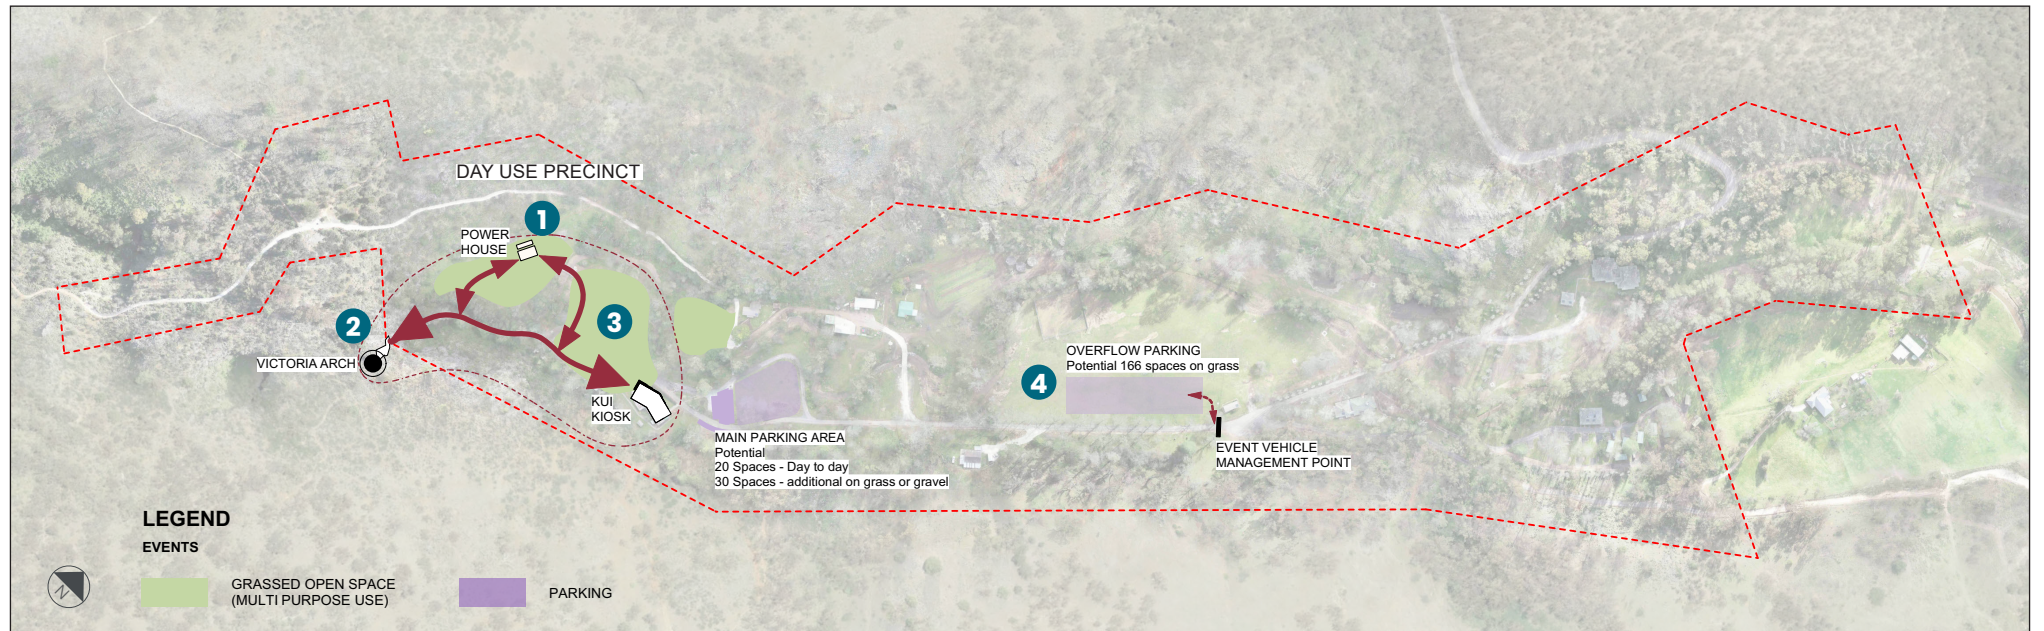 DAY USE PRECINCT
1
POWER
HOUSE
2
VICTORIA ARCH
3
KUI
KIOSK
MAIN PARKING AREA
Potential
20 Spaces - Day to day
30 Spaces - additional on grass or gravel
OVERFLOW PARKING
Potential 166 spaces on grass
4
EVENT VEHICLE
MANAGEMENT POINT
LEGEND
EVENTS
N
GRASSED OPEN SPACE
(MULTI PURPOSE USE)
PARKING